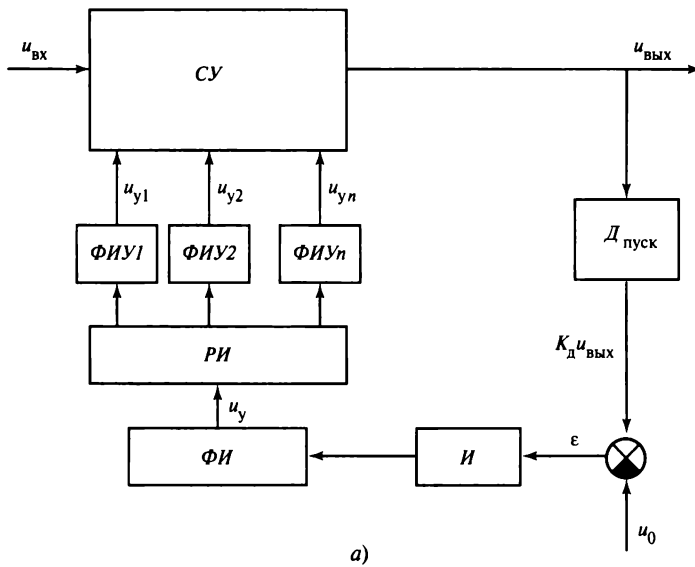 u_вх
СУ
u_вых
u_у1
u_у2
u_уn
ФИУ1
ФИУ2
ФИУn
Д_пуск
РИ
K_д u_вых
u_у
ФИ
И
ε
u_0
а)